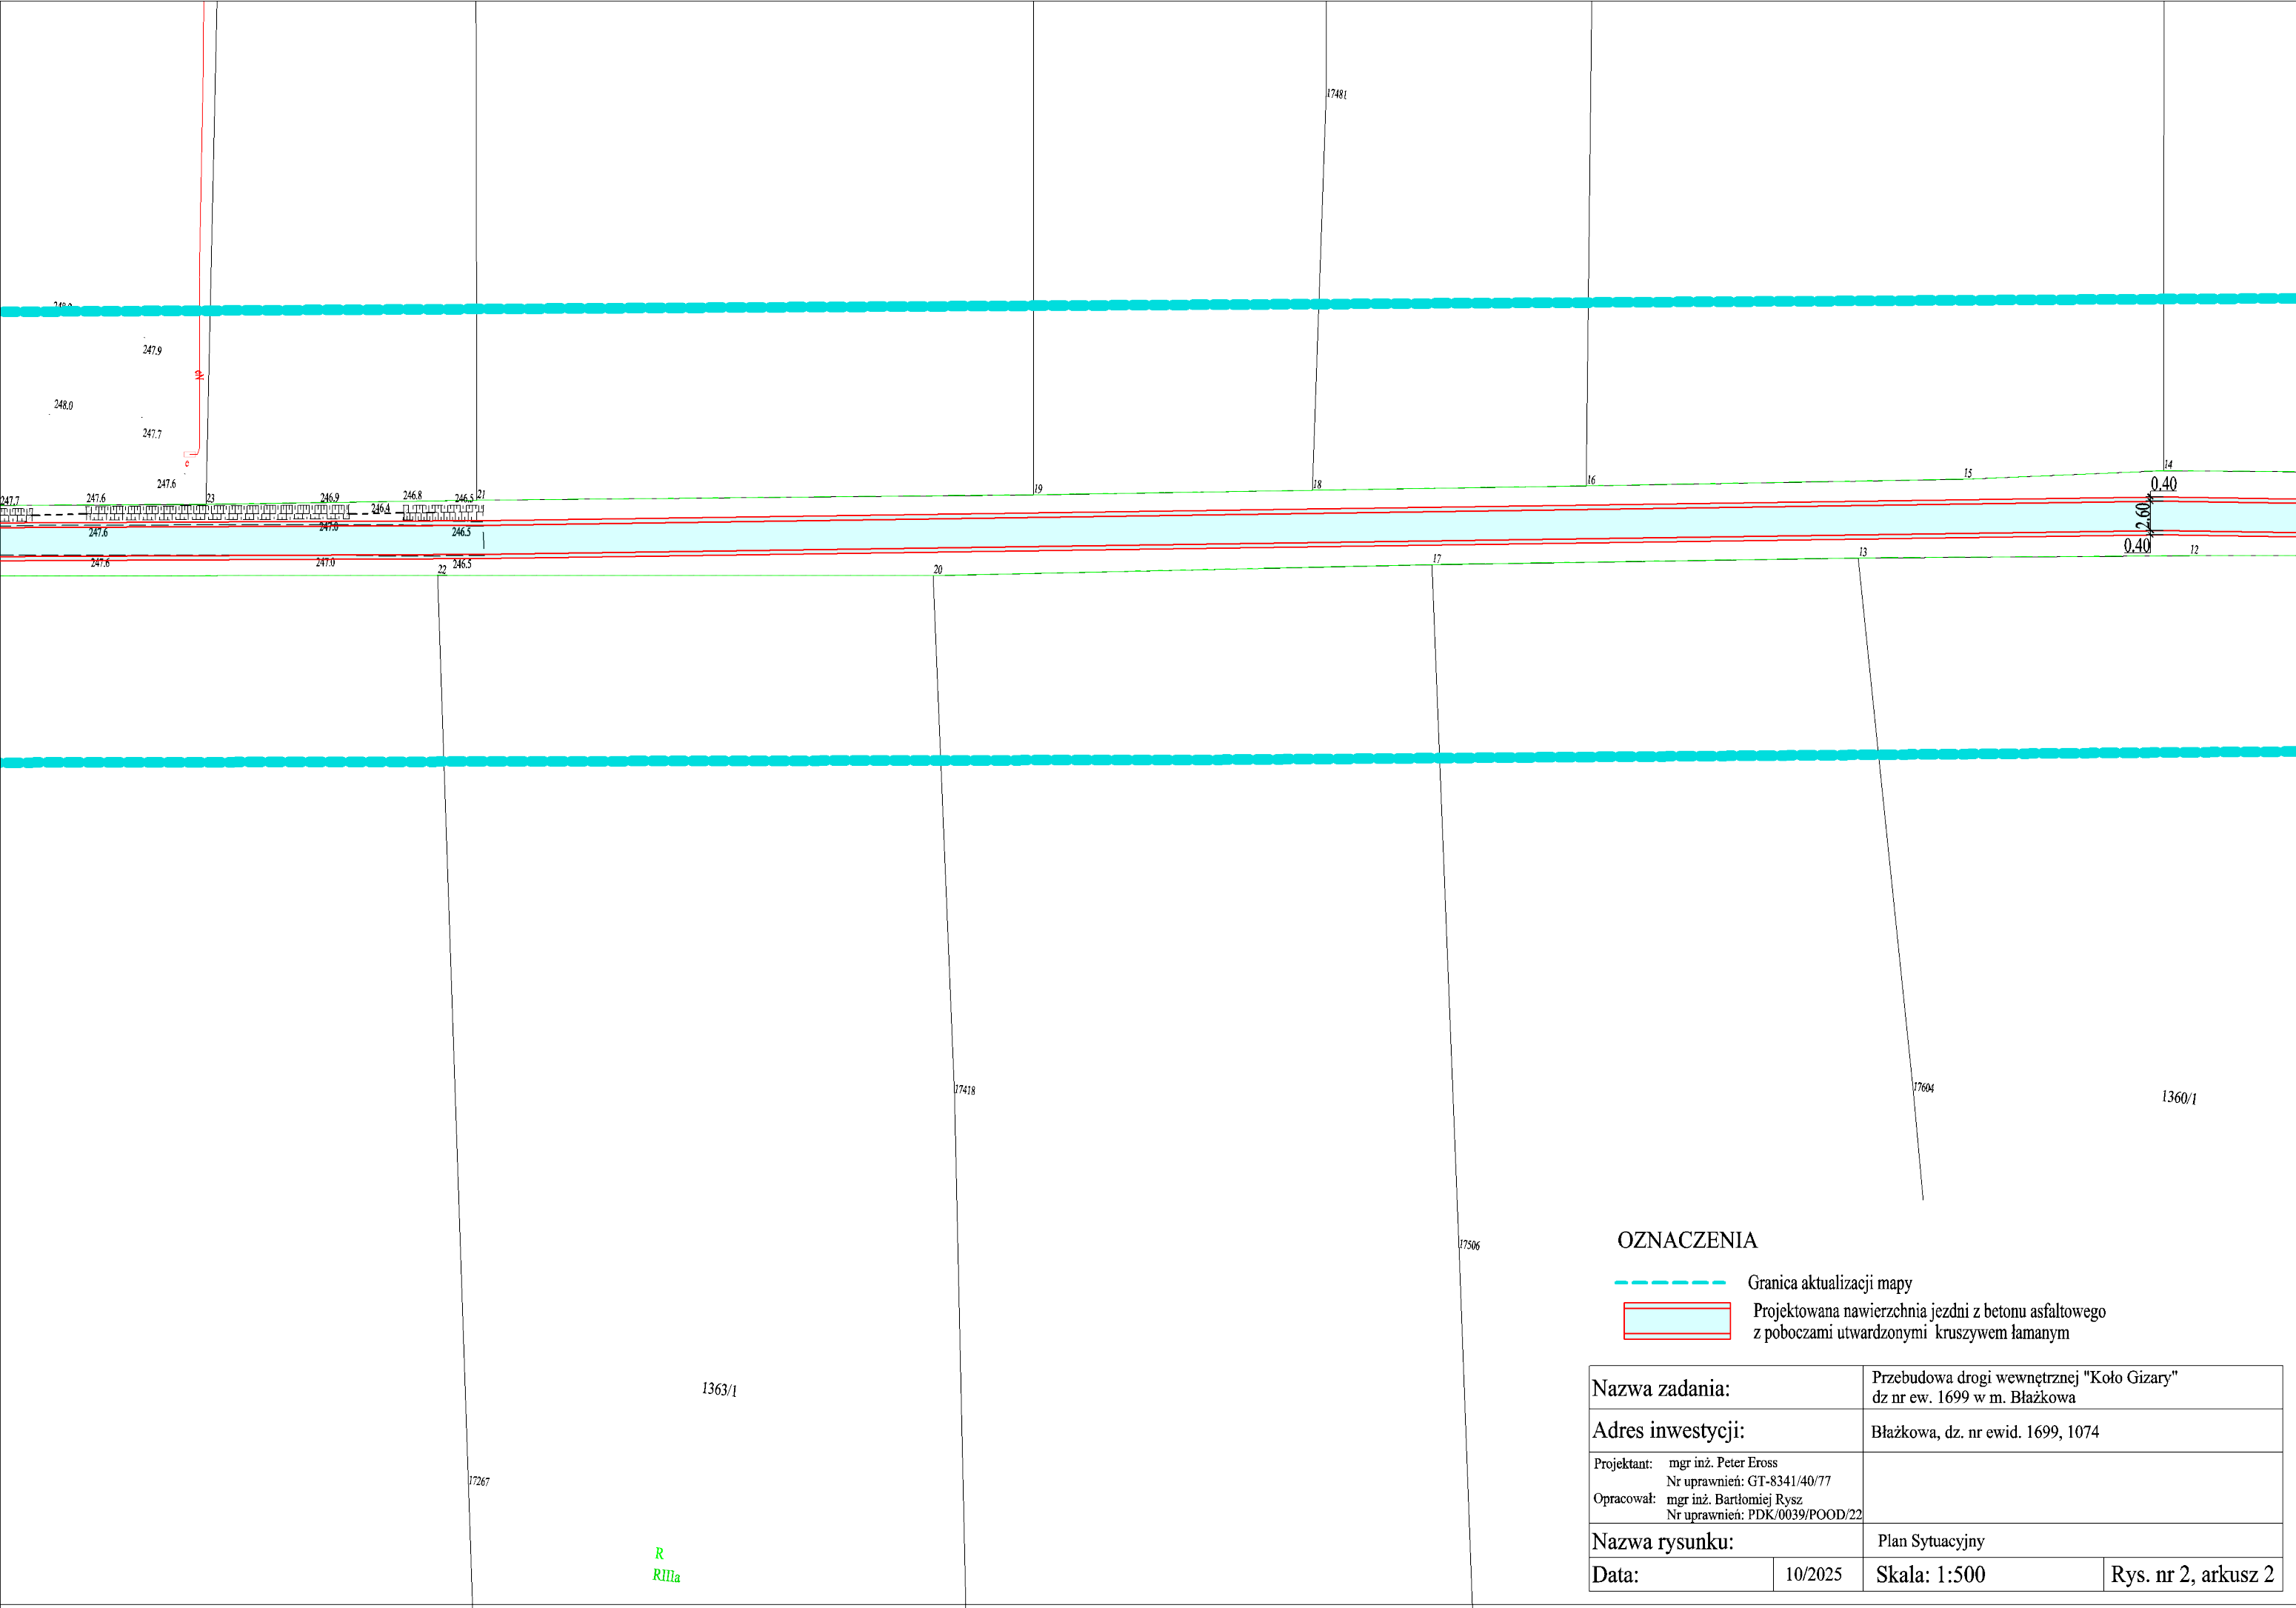 17481
247.9
eN
248.0
247.7
247.6
15
14
16
18
19
0.40
247.7
247.6
23
246.9
246.8
246.5
21
246.4
2.60
247.6
247.0
246.5
0.40
12
13
17
247.6
247.0
246.5
22
20
17418
17604
1360/1
OZNACZENIA
17506
Granica aktualizacji mapy
Projektowana nawierzchnia jezdni z betonu asfaltowego
z poboczami utwardzonymi kruszywem łamanym
1363/1
Nazwa zadania:
Przebudowa drogi wewnętrznej "Koło Gizary"
dz nr ew. 1699 w m. Błażkowa
Adres inwestycji:
Błażkowa, dz. nr ewid. 1699, 1074
17267
Projektant: mgr inż. Peter Eross
Nr uprawnień: GT-8341/40/77
Opracował: mgr inż. Bartłomiej Rysz
Nr uprawnień: PDK/0039/POOD/22
Nazwa rysunku:
Plan Sytuacyjny
R
RIIIa
Data:
10/2025
Skala: 1:500
Rys. nr 2, arkusz 2